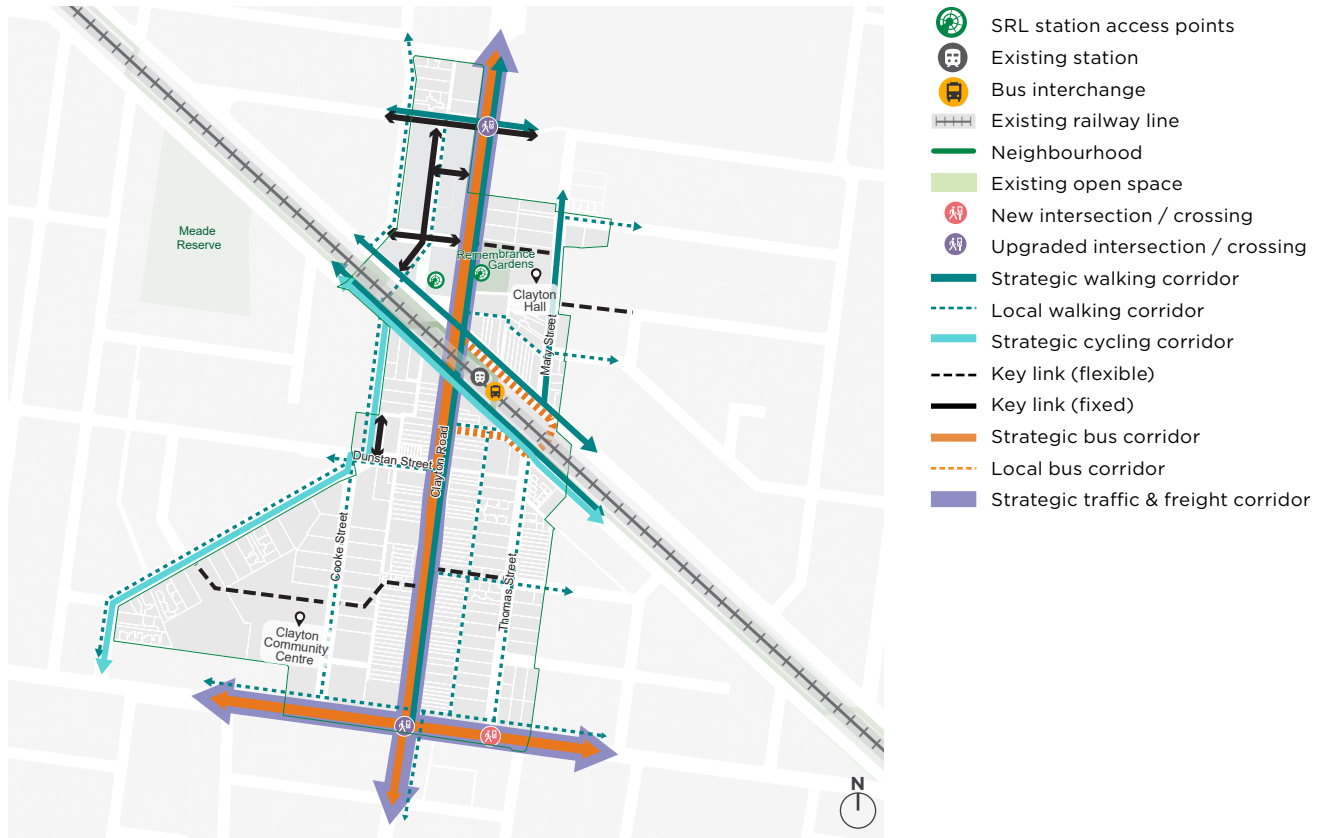 Meade
Reserve
Remembrance
Gardens
Clayton
Hall
Mary Street
Clayton Road
Dunstan Street
Cooke Street
Thomas Street
Clayton
Community
Centre
N
SRL station access points
Existing station
Bus interchange
Existing railway line
Neighbourhood
Existing open space
New intersection / crossing
Upgraded intersection / crossing
Strategic walking corridor
Local walking corridor
Strategic cycling corridor
Key link (flexible)
Key link (fixed)
Strategic bus corridor
Local bus corridor
Strategic traffic & freight corridor